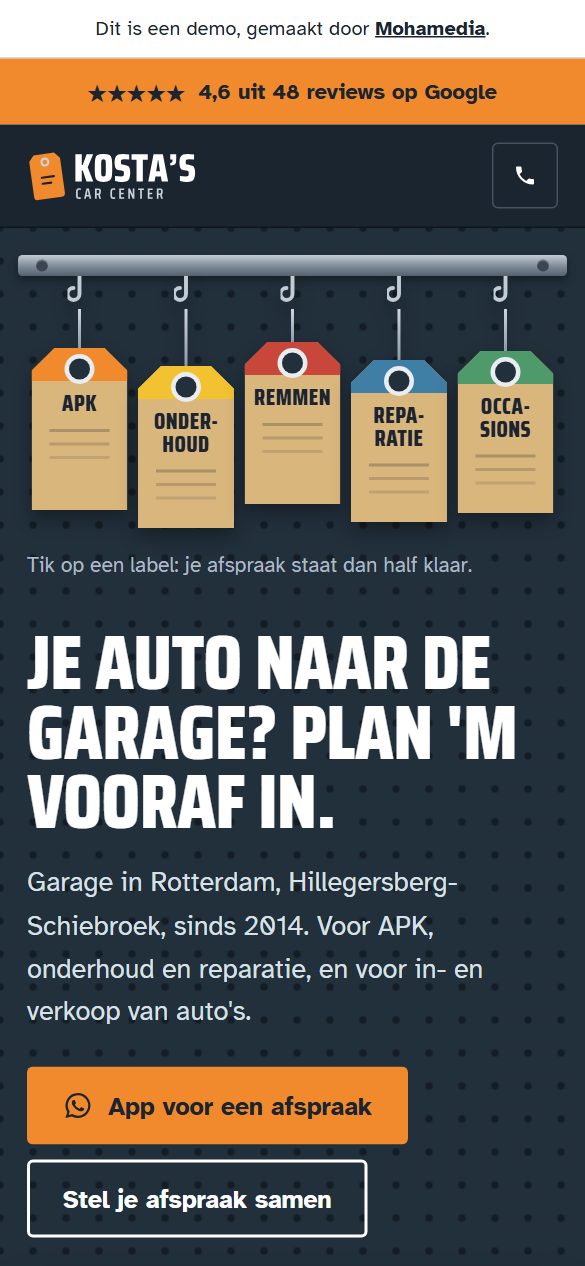 Dit is een demo, gemaakt door Mohamedia.
★★★★★ 4,6 uit 48 reviews op Google
KOSTA'S
CAR CENTER
APK
ONDER-
HOUD
REMMEN
REPA-
RATIE
OCCA-
SIONS
Tik op een label: je afspraak staat dan half klaar.
JE AUTO NAAR DE
GARAGE? PLAN 'M
VOORAF IN.
Garage in Rotterdam, Hillegersberg-
Schiebroek, sinds 2014. Voor APK,
onderhoud en reparatie, en voor in- en
verkoop van auto's.
App voor een afspraak
Stel je afspraak samen